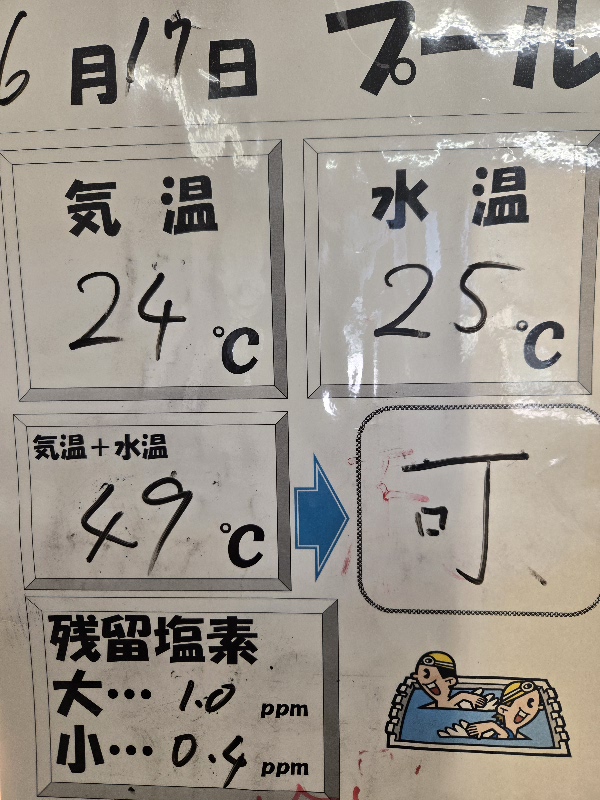 6月17日 プール
気温 水温
24℃ 25℃
気温＋水温
49℃ 可
残留塩素
大… 1.0 ppm
小… 0.4 ppm